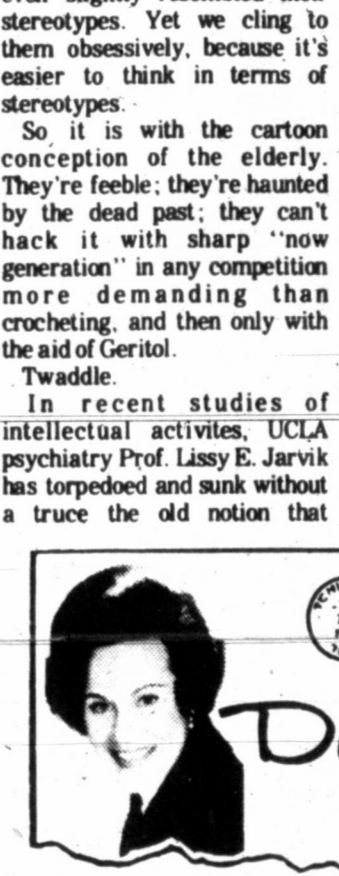 stereotypes. Yet we cling to
them obsessively, because it's
easier to think in terms of
stereotypes.
So it is with the cartoon
conception of the elderly.
They're feeble; they're haunted
by the dead past; they can't
hack it with sharp "now
generation" in any competition
more demanding than
crocheting, and then only with
the aid of Geritol.
Twaddle.
In recent studies of
intellectual activites, UCLA
psychiatry Prof. Lissy E. Jarvik
has torpedoed and sunk without
a truce the old notion that